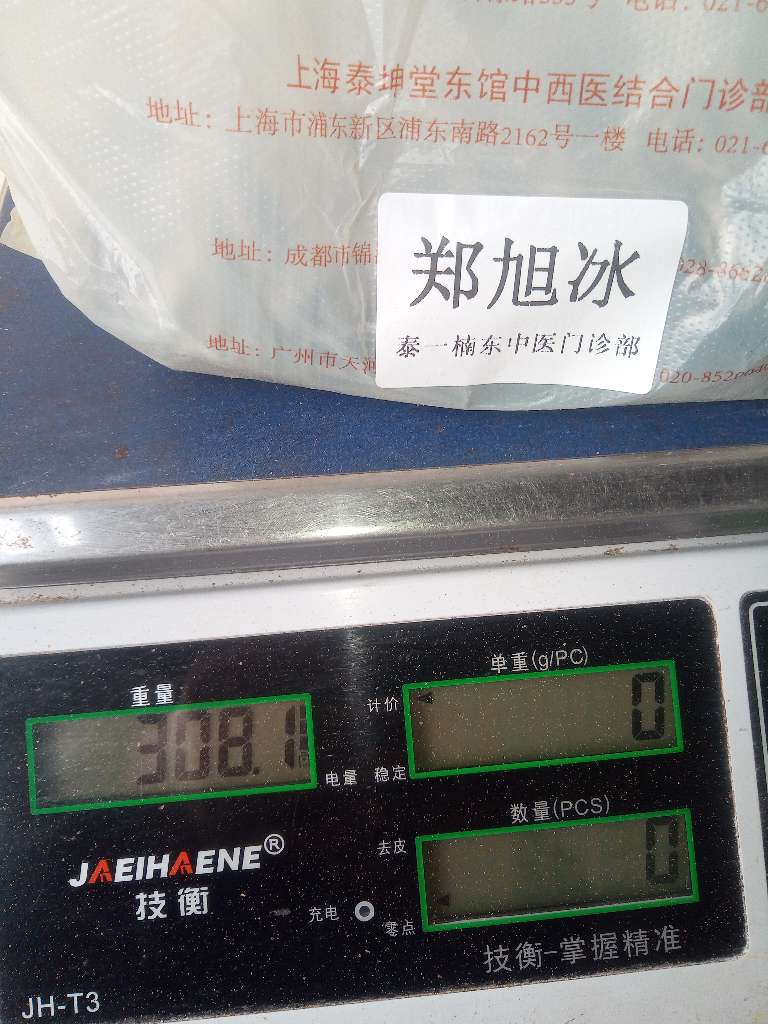 电话: 021-6
上海泰坤堂东馆中西医结合门诊部
地址: 上海市浦东新区浦东南路2162号一楼 电话: 021-6
地址: 成都市锦
郑旭冰
泰一楠东中医门诊部
地址: 广州市天河
020-852
单重(g/PC)
重量
计价
0
308.1
电量 稳定
数量(PCS)
去皮
0
JAEIHAENE®
技衡
充电
零点
技衡-掌握精准
JH-T3